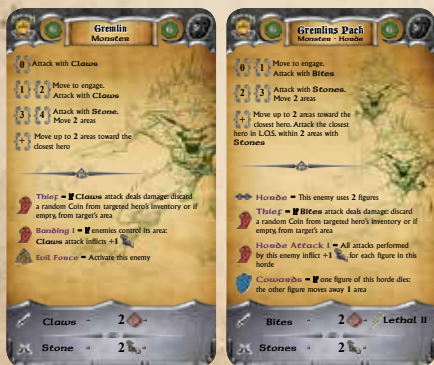 Gremlin
Monster
0 Attack with Claws
1 - 2 Move to engage.
Attack with Claws
3 - 4 Attack with Stone.
Move 2 areas
+ Move up to 2 areas toward the
closest hero
Thief = If Claws attack deals damage: discard
a random Coin from targeted hero's inventory or if
empty, from target's area
Banding 1 = If enemies control its area:
Claws attack inflicts +1
Evil Force = Activate this enemy
Claws - 2
Stone - 2
Gremlins Pack
Monster - Horde
0 - 1 Move to engage.
Attack with Bites
2 - 3 Attack with Stones.
Move 2 areas
+ Move up to 2 areas toward the
closest hero. Attack the closest
hero in L.O.S. within 2 areas with
Stones
Horde = This enemy uses 2 figures
Thief = If Bites attack deals damage: discard
a random Coin from targeted hero's inventory or if
empty, from target's area
Horde Attack 1 = All attacks performed
by this enemy inflict +1 for each figure in this
horde
Cowards = If one figure of this horde dies:
the other figure moves away 1 area
Bites - 2 Lethal II
Stones - 2